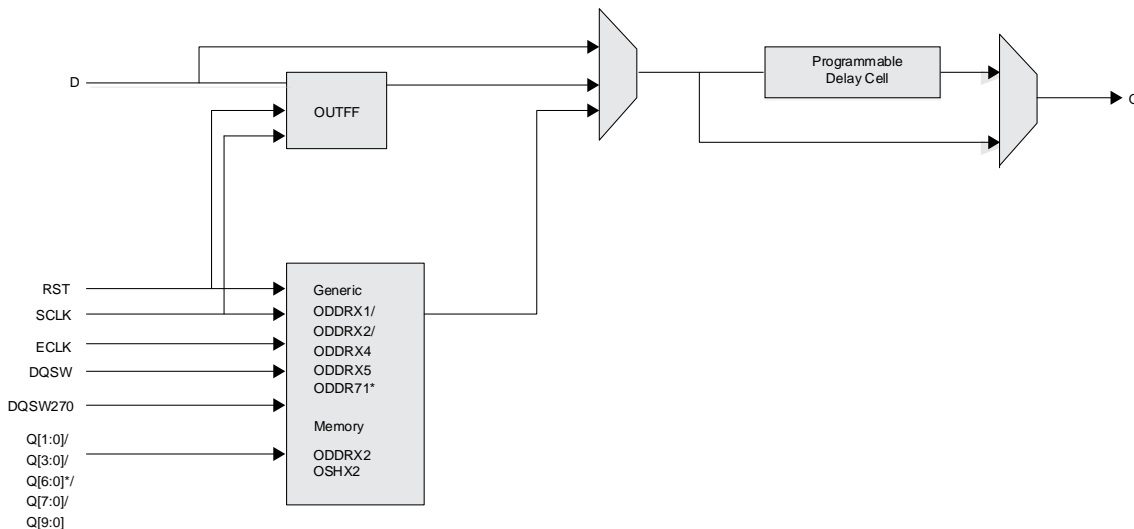 Programmable
Delay Cell
D
OUTFF
RST
SCLK
ECLK
DQSW
DQSW270
Q[1:0]/
Q[3:0]/
Q[6:0]*/
Q[7:0]/
Q[9:0]
Generic
ODDRX1/
ODDRX2/
ODDRX4
ODDRX5
ODDR71*
Memory
ODDRX2
OSHX2